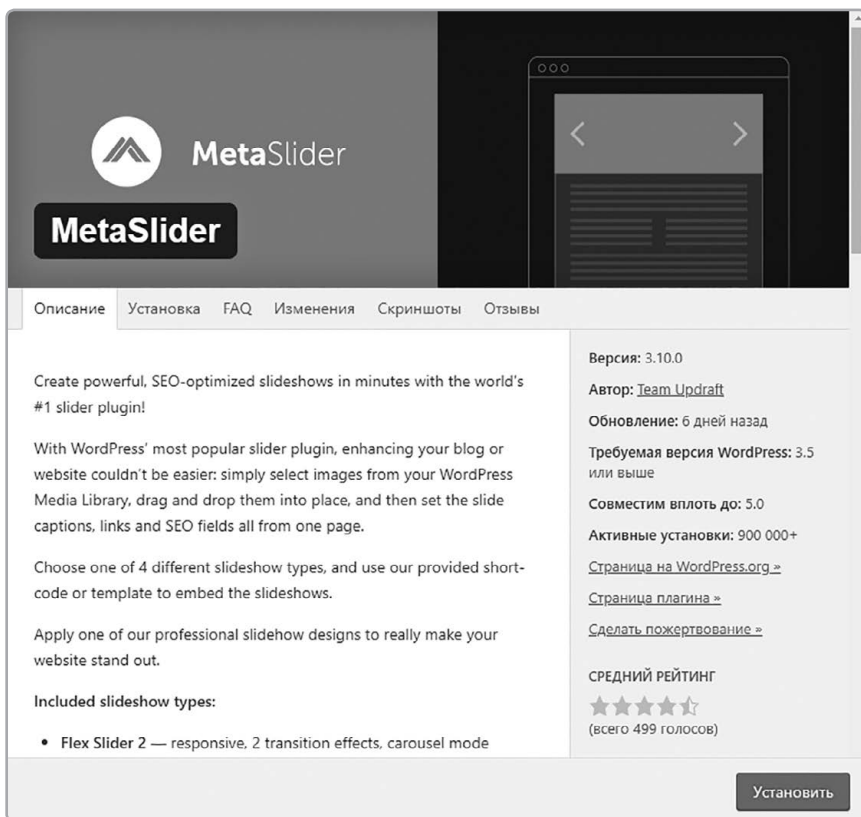 MetaSlider
MetaSlider
Описание Установка FAQ Изменения Скриншоты Отзывы
Create powerful, SEO-optimized slideshows in minutes with the world's
#1 slider plugin!
With WordPress' most popular slider plugin, enhancing your blog or
website couldn't be easier: simply select images from your WordPress
Media Library, drag and drop them into place, and then set the slide
captions, links and SEO fields all from one page.
Choose one of 4 different slideshow types, and use our provided short-
code or template to embed the slideshows.
Apply one of our professional slidehow designs to really make your
website stand out.
Included slideshow types:
• Flex Slider 2 — responsive, 2 transition effects, carousel mode
Версия: 3.10.0
Автор: Team Updraft
Обновление: 6 дней назад
Требуемая версия WordPress: 3.5
или выше
Совместим вплоть до: 5.0
Активные установки: 900 000+
Страница на WordPress.org »
Страница плагина »
Сделать пожертвование »
СРЕДНИЙ РЕЙТИНГ
(всего 499 голосов)
Установить